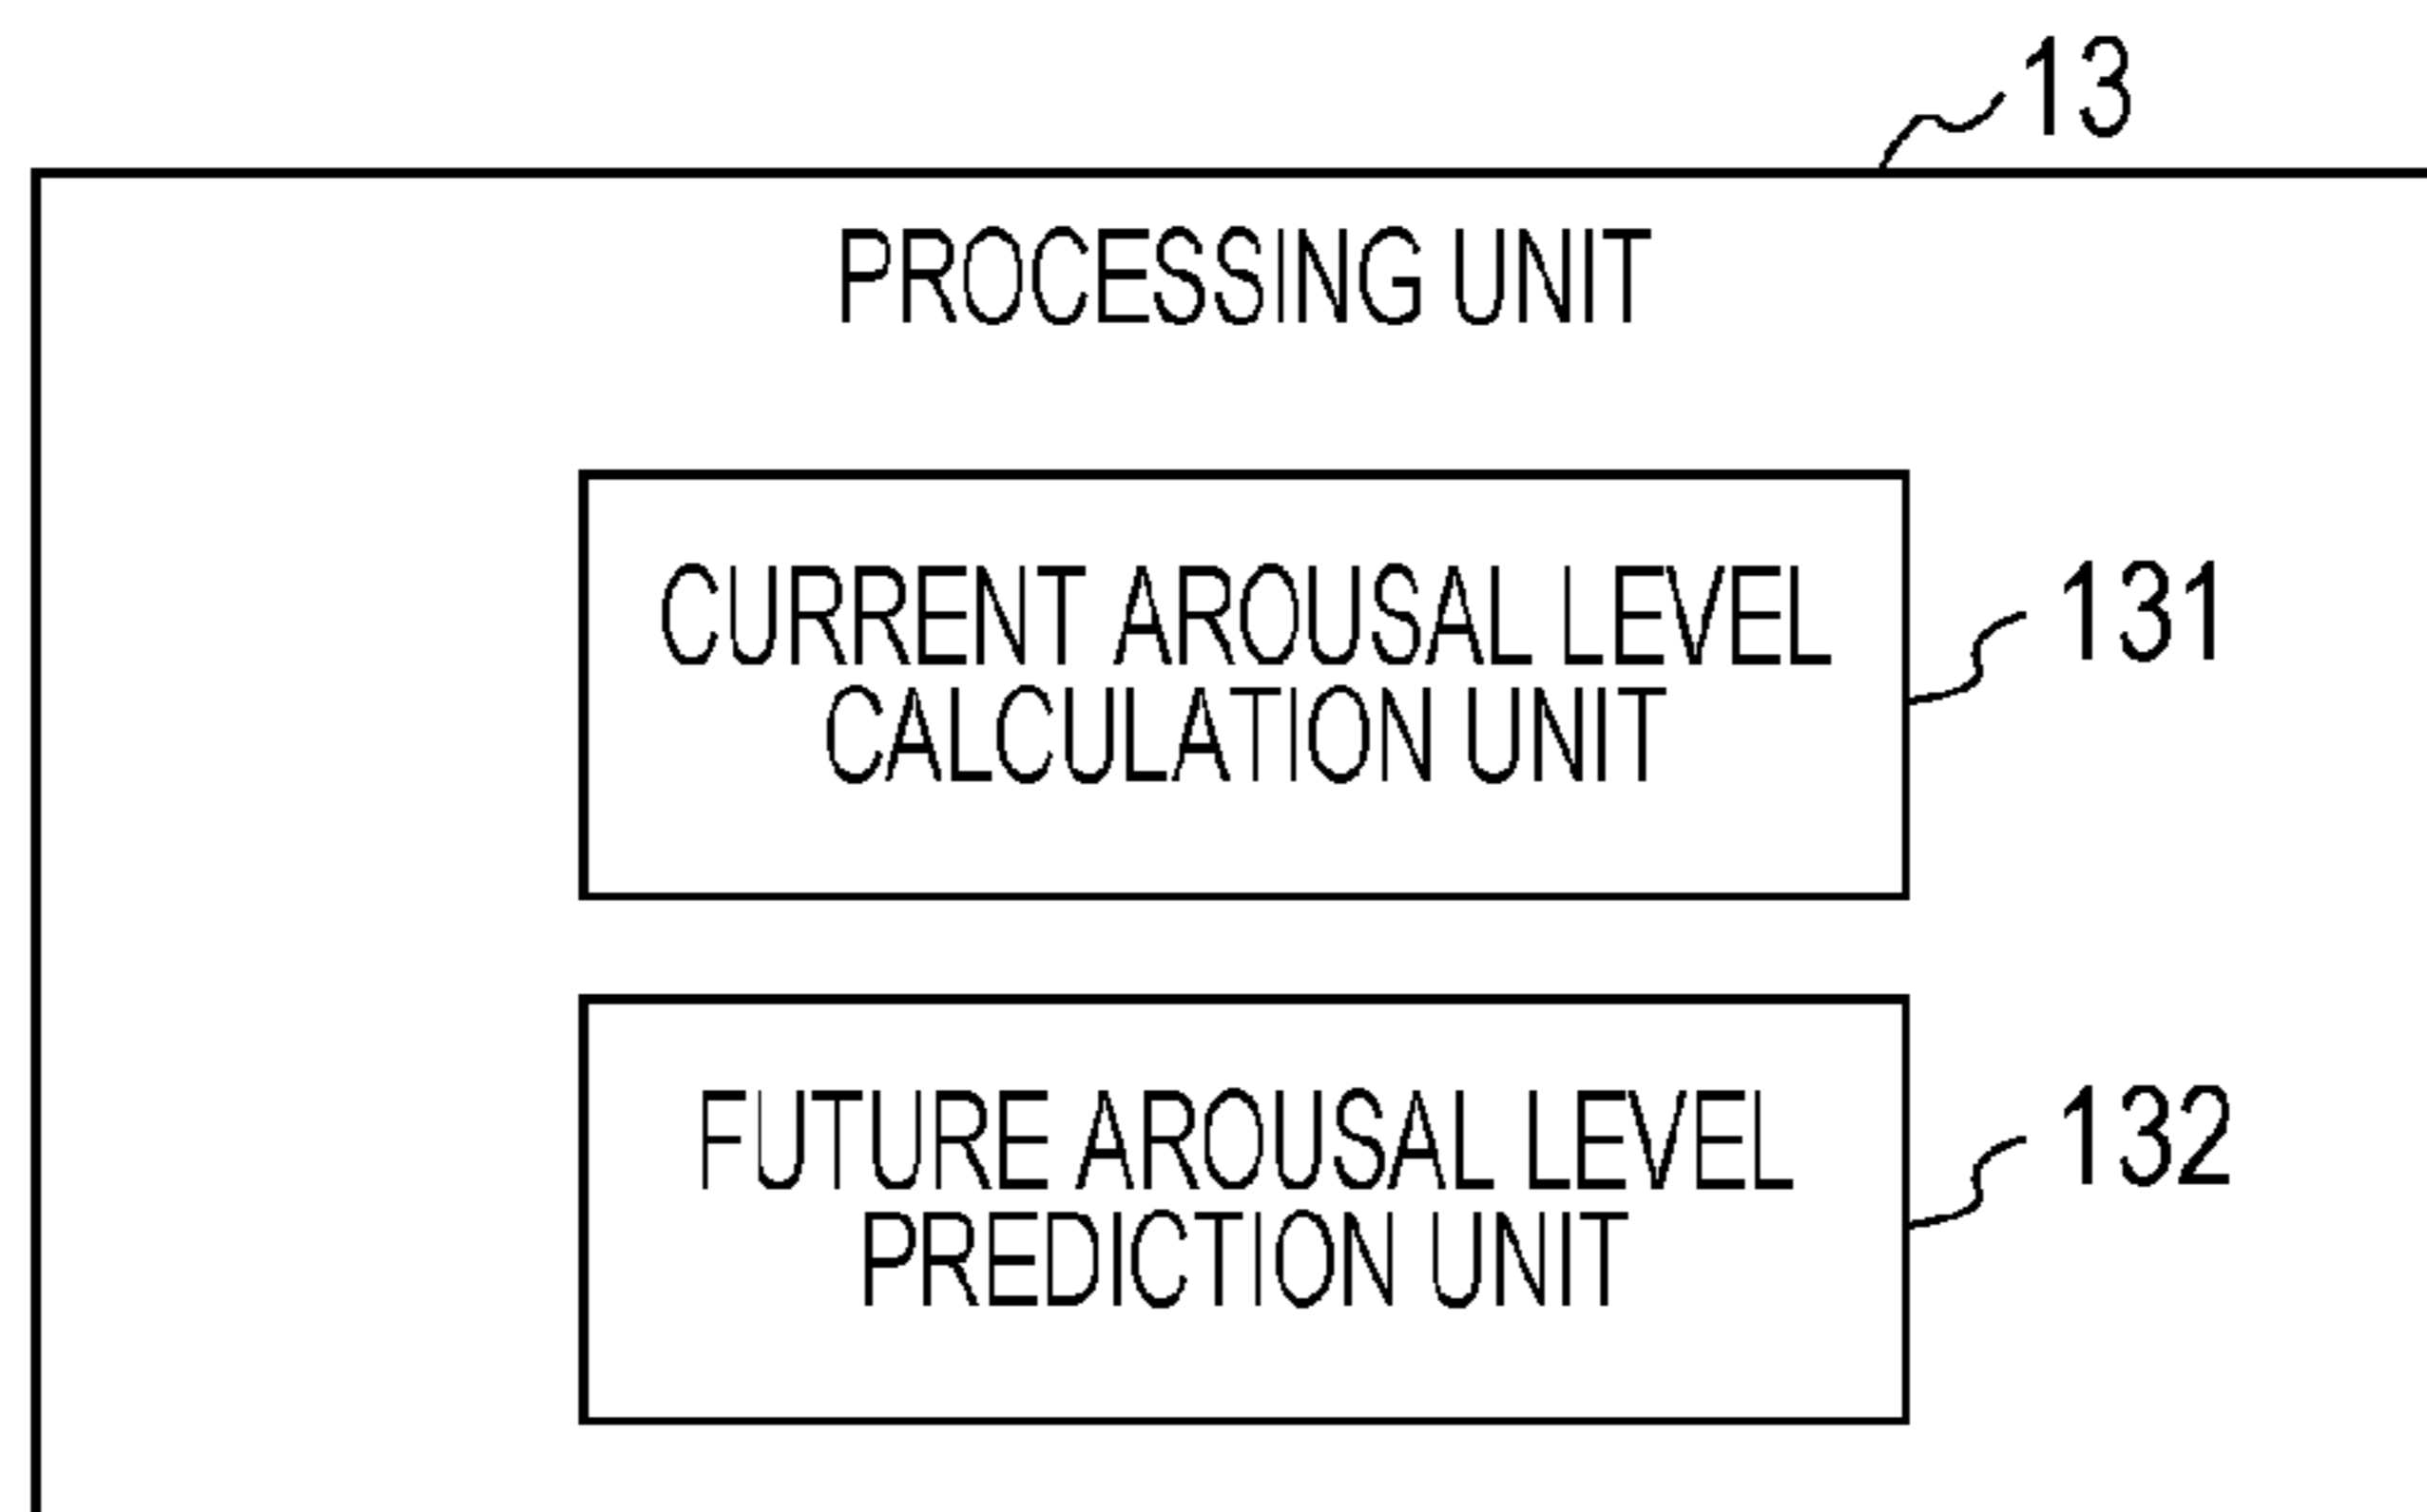 13
PROCESSING UNIT
CURRENT AROUSAL LEVEL
CALCULATION UNIT
131
FUTURE AROUSAL LEVEL
PREDICTION UNIT
132